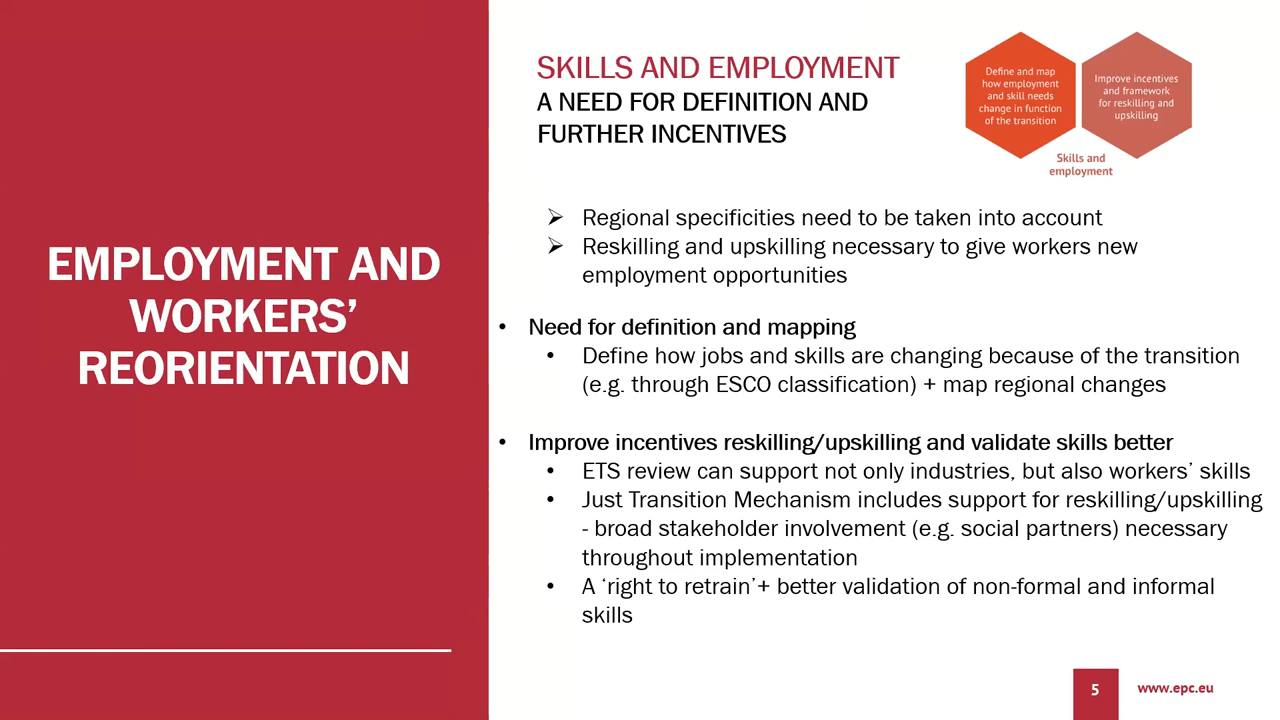 EMPLOYMENT AND
WORKERS’
REORIENTATION
SKILLS AND EMPLOYMENT
A NEED FOR DEFINITION AND
FURTHER INCENTIVES
Define and map
how employment
and skill needs
change in function
of the transition
Improve incentives
and framework
for reskilling and
upskilling
Skills and
employment
➢ Regional specificities need to be taken into account
➢ Reskilling and upskilling necessary to give workers new
employment opportunities
• Need for definition and mapping
• Define how jobs and skills are changing because of the transition
(e.g. through ESCO classification) + map regional changes
• Improve incentives reskilling/upskilling and validate skills better
• ETS review can support not only industries, but also workers’ skills
• Just Transition Mechanism includes support for reskilling/upskilling
- broad stakeholder involvement (e.g. social partners) necessary
throughout implementation
• A ‘right to retrain’+ better validation of non-formal and informal
skills
5
www.epc.eu